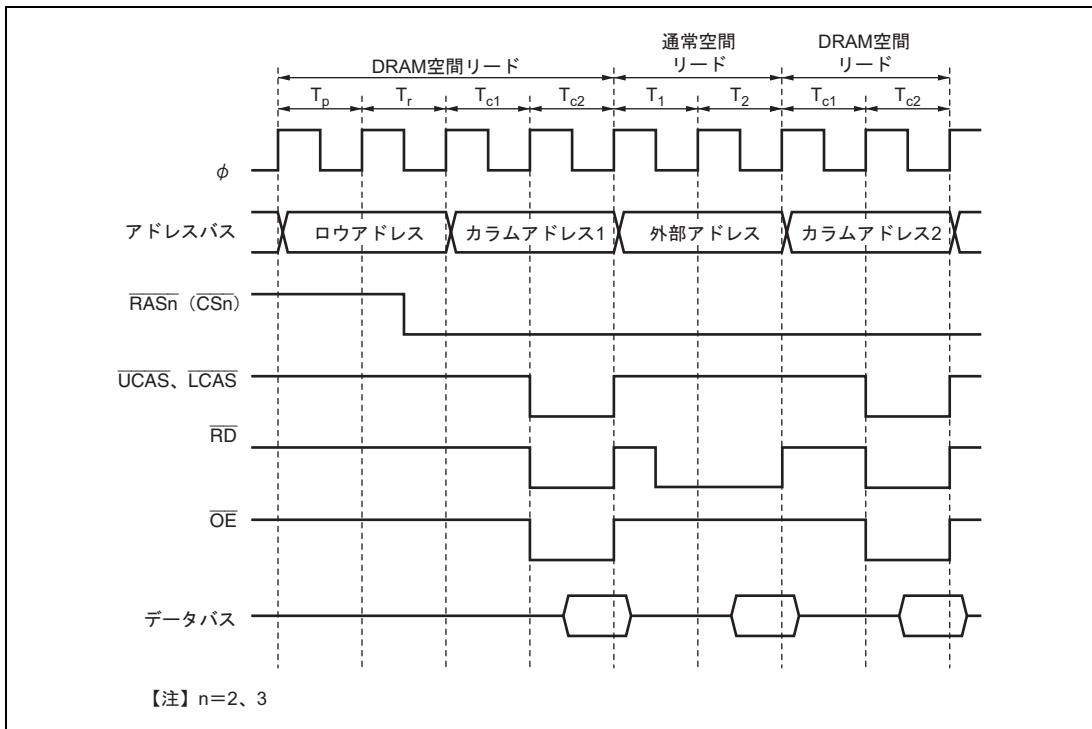 通常空間
リード
DRAM空間
リード
DRAM空間リード
Tp Tr Tc1 Tc2 T1 T2 Tc1 Tc2
φ
アドレスバス
ロウアドレス カラムアドレス1 外部アドレス カラムアドレス2
RASn（CSn）
UCAS、LCAS
RD
OE
データバス
【注】n＝2、3